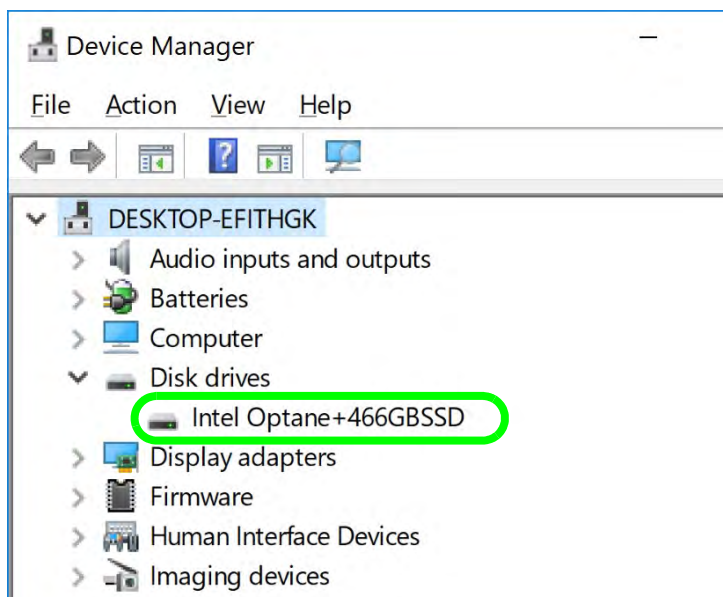 Device Manager
File Action View Help
DESKTOP-EFITHGK
Audio inputs and outputs
Batteries
Computer
Disk drives
Intel Optane+466GBSSD
Display adapters
Firmware
Human Interface Devices
Imaging devices